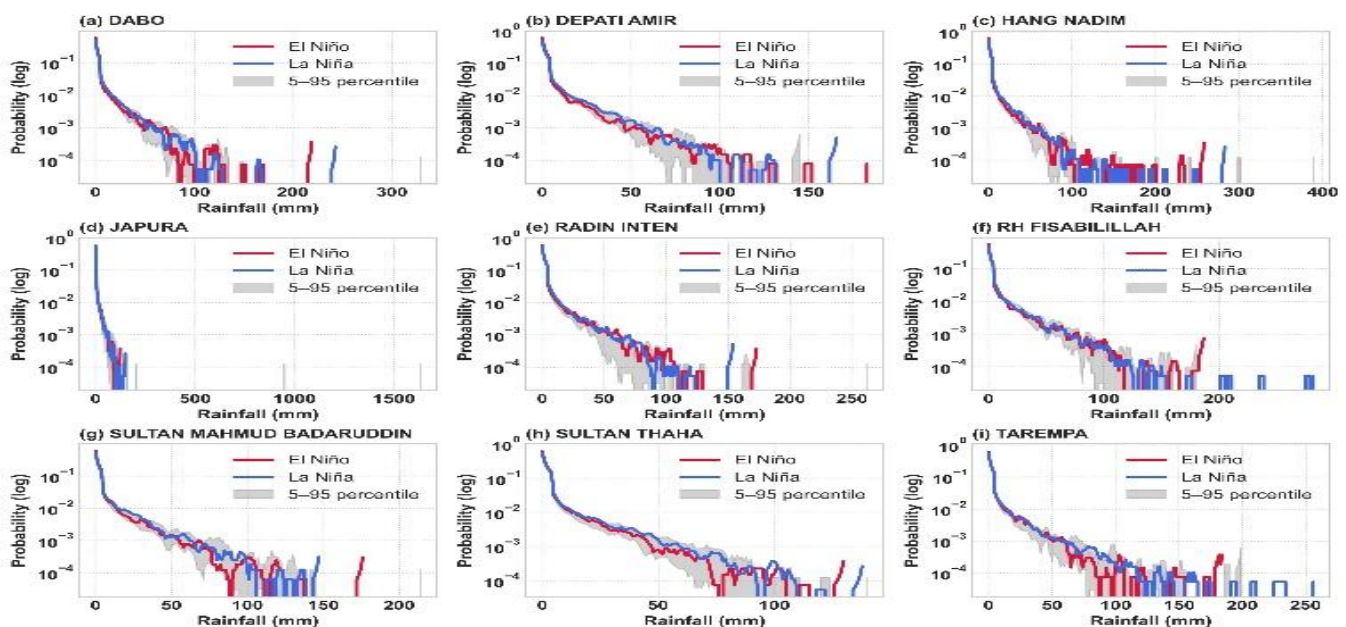 (a) DABO
Probability (log)
10⁰
10⁻¹
10⁻²
10⁻³
10⁻⁴
El Niño
La Niña
5–95 percentile
0 100 200 300
Rainfall (mm)
(b) DEPATI AMIR
Probability (log)
10⁰
10⁻¹
10⁻²
10⁻³
10⁻⁴
El Niño
La Niña
5–95 percentile
0 50 100 150
Rainfall (mm)
(c) HANG NADIM
Probability (log)
10⁰
10⁻¹
10⁻²
10⁻³
10⁻⁴
El Niño
La Niña
5–95 percentile
0 100 200 300 400
Rainfall (mm)
(d) JAPURA
Probability (log)
10⁰
10⁻¹
10⁻²
10⁻³
10⁻⁴
El Niño
La Niña
5–95 percentile
0 500 1000 1500
Rainfall (mm)
(e) RADIN INTEN
Probability (log)
10⁰
10⁻¹
10⁻²
10⁻³
10⁻⁴
El Niño
La Niña
5–95 percentile
0 50 100 150 200 250
Rainfall (mm)
(f) RH FISABILILLAH
Probability (log)
10⁰
10⁻¹
10⁻²
10⁻³
10⁻⁴
El Niño
La Niña
5–95 percentile
0 100 200
Rainfall (mm)
(g) SULTAN MAHMUD BADARUDDIN
Probability (log)
10⁰
10⁻¹
10⁻²
10⁻³
10⁻⁴
El Niño
La Niña
5–95 percentile
0 50 100 150 200
Rainfall (mm)
(h) SULTAN THAHA
Probability (log)
10⁰
10⁻¹
10⁻²
10⁻³
10⁻⁴
El Niño
La Niña
5–95 percentile
0 50 100
Rainfall (mm)
(i) TAREMPA
Probability (log)
10⁰
10⁻¹
10⁻²
10⁻³
10⁻⁴
El Niño
La Niña
5–95 percentile
0 50 100 150 200 250
Rainfall (mm)